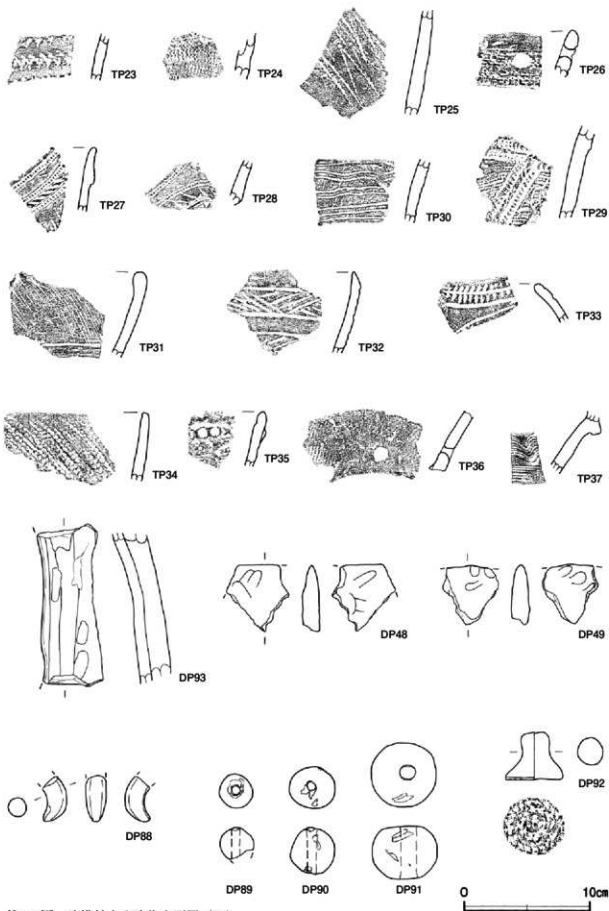 TP23 TP24 TP25 TP26
TP27 TP28 TP30 TP29
TP31 TP32 TP33
TP34 TP35 TP36 TP37
DP93 DP48 DP49
DP88 DP89 DP90 DP91 DP92
0 10cm